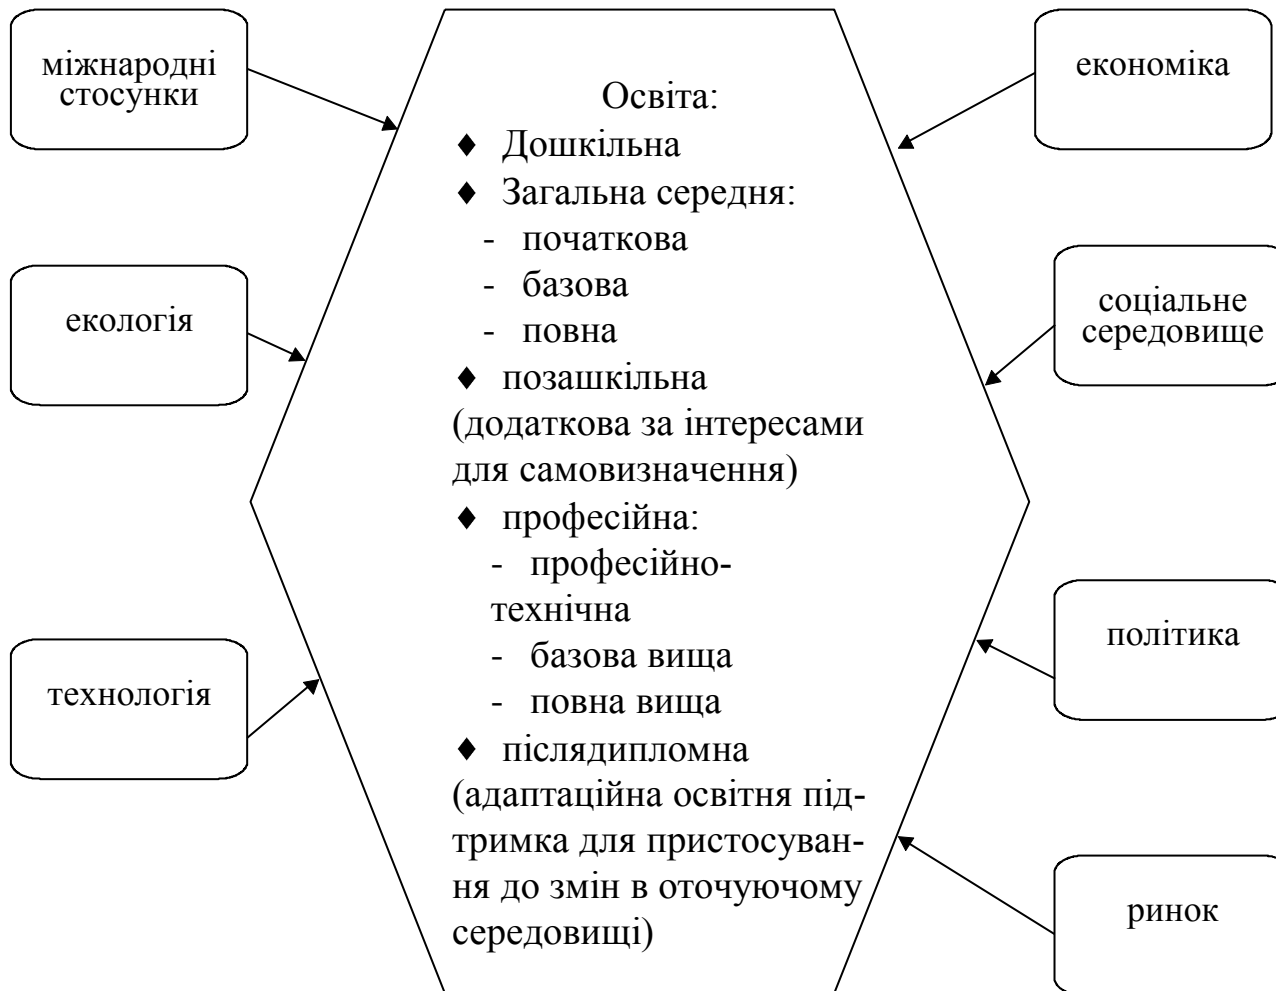 міжнародні
стосунки
екологія
технологія
Освіта:
♦ Дошкільна
♦ Загальна середня:
- початкова
- базова
- повна
♦ позашкільна
(додаткова за інтересами
для самовизначення)
♦ професійна:
- професійно-
технічна
- базова вища
- повна вища
♦ післядипломна
(адаптаційна освітня під-
тримка для пристосуван-
ня до змін в оточуючому
середовищі)
економіка
соціальне
середовище
політика
ринок